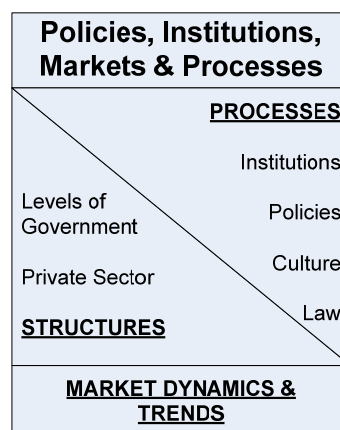 Policies, Institutions,
Markets & Processes
PROCESSES
Institutions
Policies
Culture
Law
Levels of
Government
Private Sector
STRUCTURES
MARKET DYNAMICS &
TRENDS